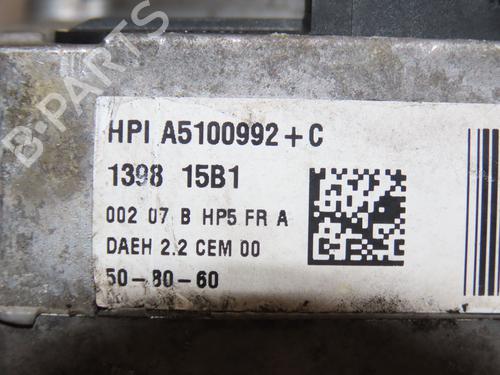 B-PARTS
HPI A5100992+C
1398 15B1
002 07 B HP5 FR A
DAEH 2.2 CEM 00
50-80-60